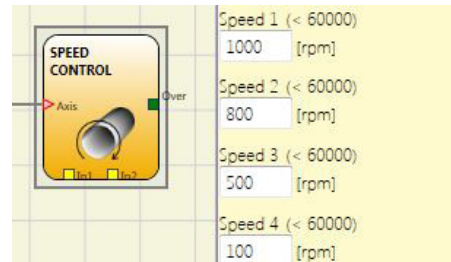 SPEED
CONTROL
Axis
Over
In1 In2
Speed 1 (< 60000)
1000 [rpm]
Speed 2 (< 60000)
800 [rpm]
Speed 3 (< 60000)
500 [rpm]
Speed 4 (< 60000)
100 [rpm]